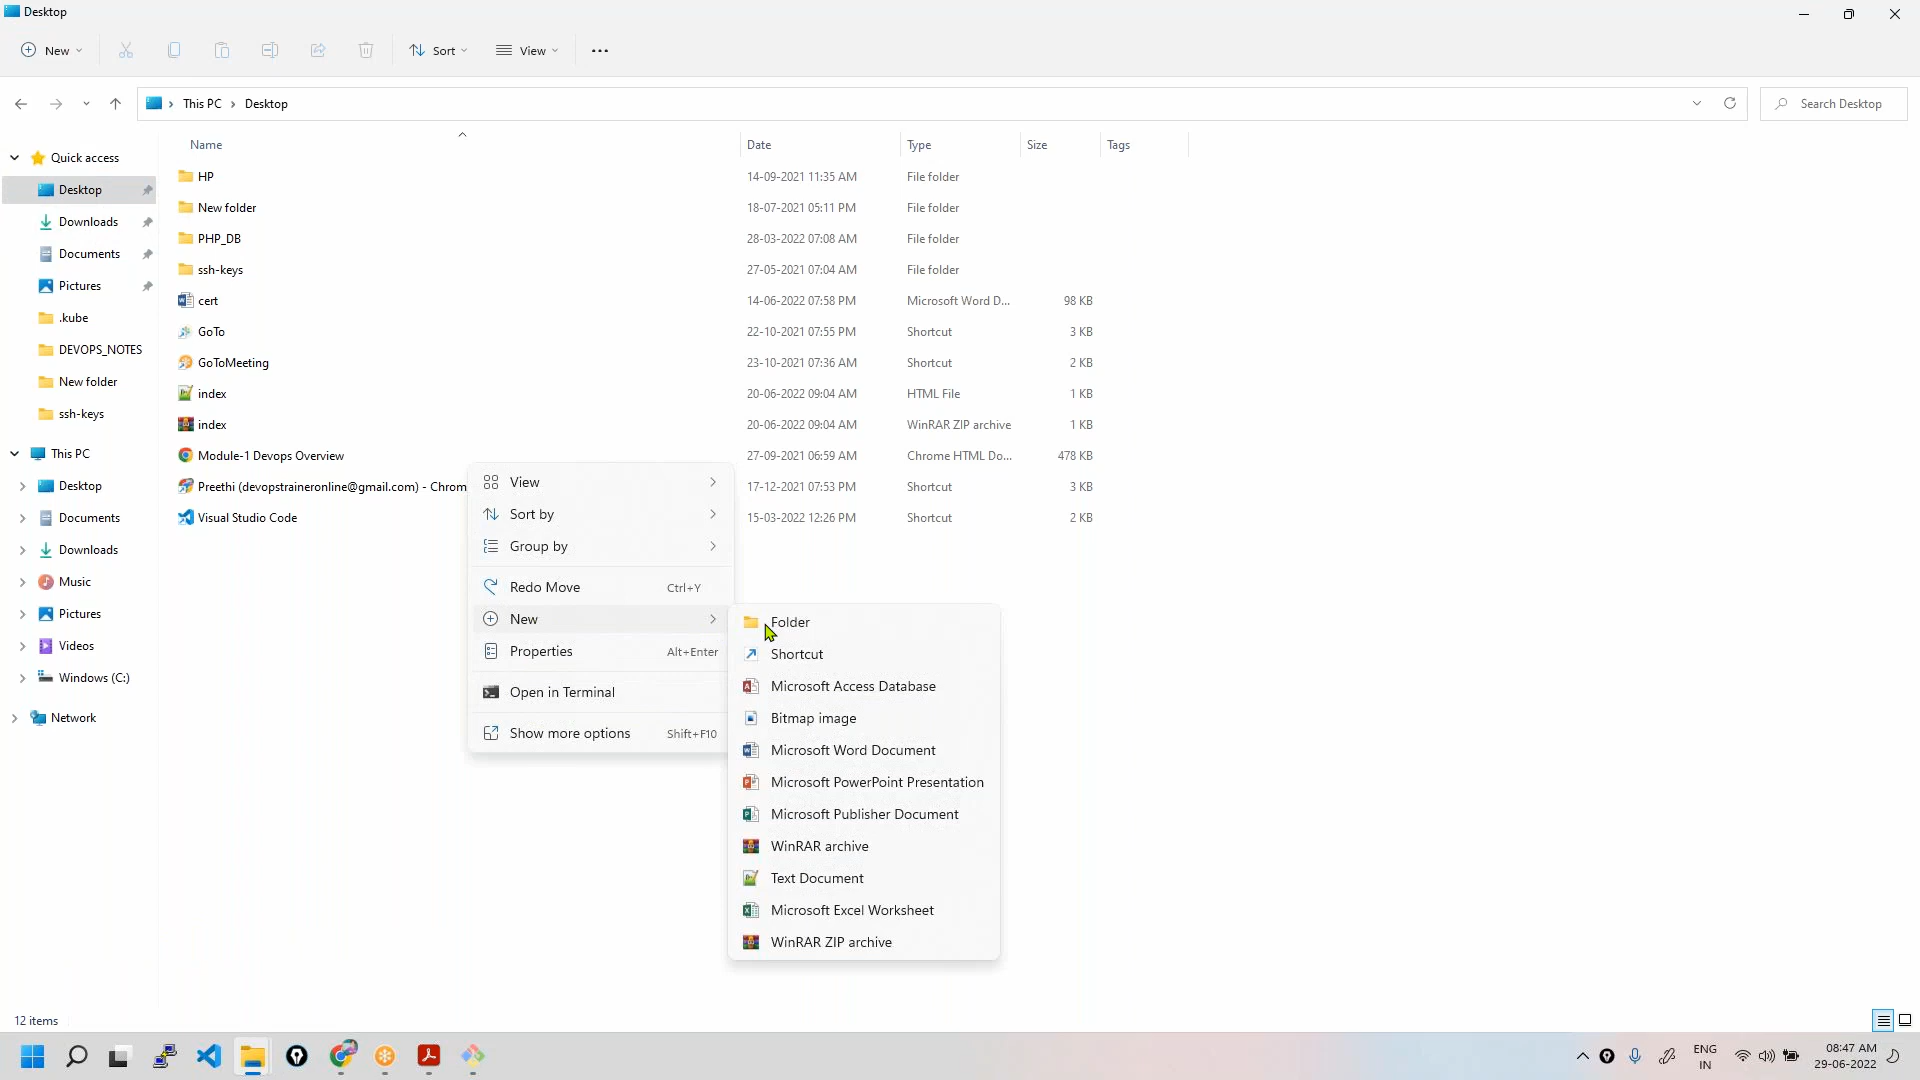 Desktop
New
Sort
View
This PC
Desktop
Search Desktop
Name
Date
Type
Size
Tags
Quick access
Desktop
Downloads
Documents
Pictures
.kube
DEVOPS_NOTES
New folder
ssh-keys
This PC
Desktop
Documents
Downloads
Music
Pictures
Videos
Windows (C:)
Network
HP 14-09-2021 11:35 AM File folder
New folder 18-07-2021 05:11 PM File folder
PHP_DB 28-03-2022 07:08 AM File folder
ssh-keys 27-05-2021 07:04 AM File folder
cert 14-06-2022 07:58 PM Microsoft Word D... 98 KB
GoTo 22-10-2021 07:55 PM Shortcut 3 KB
GoToMeeting 23-10-2021 07:36 AM Shortcut 2 KB
index 20-06-2022 09:04 AM HTML File 1 KB
index 20-06-2022 09:04 AM WinRAR ZIP archive 1 KB
Module-1 Devops Overview 27-09-2021 06:59 AM Chrome HTML Do... 478 KB
Preethi (devopstraineronline@gmail.com) - Chrom 17-12-2021 07:53 PM Shortcut 3 KB
Visual Studio Code 15-03-2022 12:26 PM Shortcut 2 KB
View
Sort by
Group by
Redo Move Ctrl+Y
New
Properties Alt+Enter
Open in Terminal
Show more options Shift+F10
Folder
Shortcut
Microsoft Access Database
Bitmap image
Microsoft Word Document
Microsoft PowerPoint Presentation
Microsoft Publisher Document
WinRAR archive
Text Document
Microsoft Excel Worksheet
WinRAR ZIP archive
12 items
ENG
IN
08:47 AM
29-06-2022